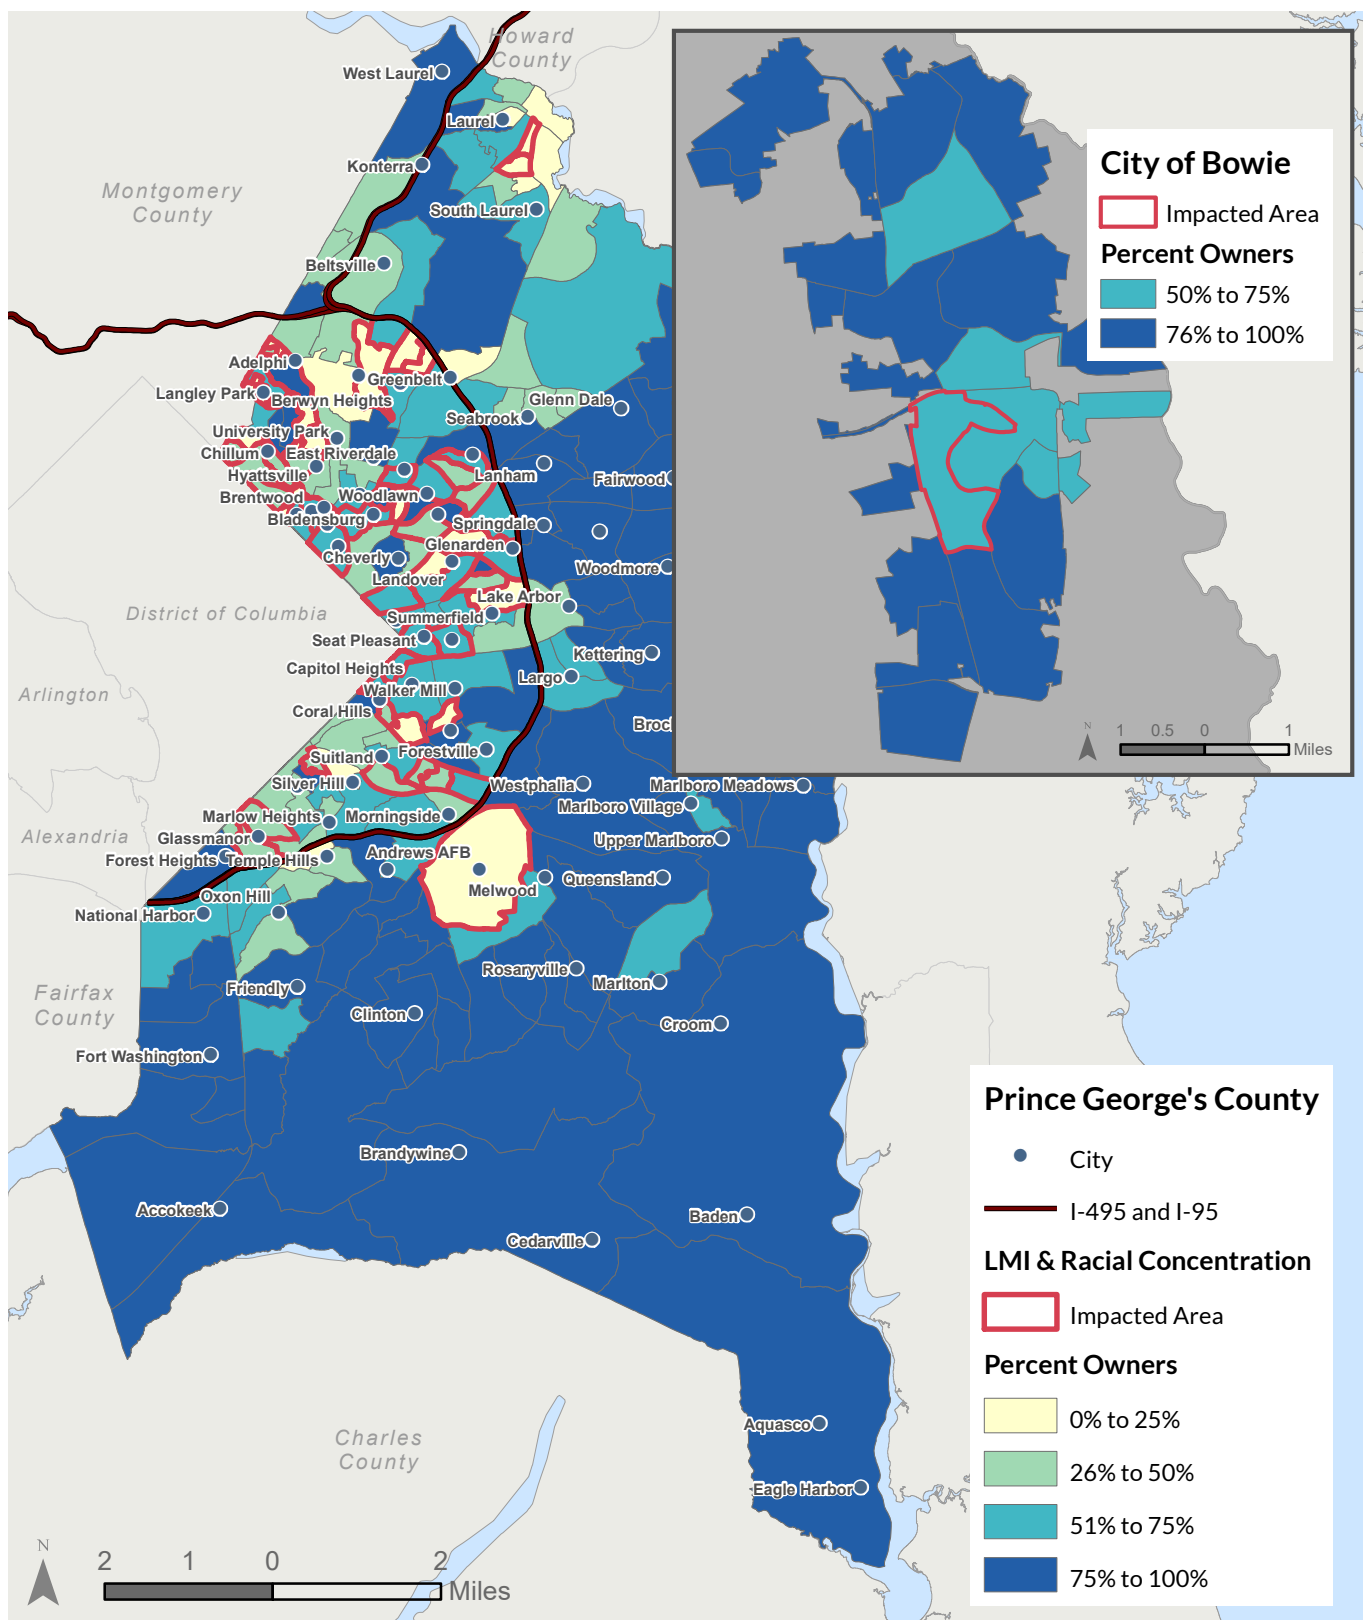 Howard
County
West Laurel
Laurel
Konterra
Montgomery
County
South Laurel
Beltsville
Adelphi
Langley Park
Greenbelt
Berwyn Heights
Glenn Dale
Seabrook
University Park
Chillum
East Riverdale
Hyattsville
Lanham
Fairwood
Brentwood
Woodlawn
Bladensburg
Springdale
Cheverly
Glenarden
Landover
Woodmore
District of Columbia
Lake Arbor
Summerfield
Seat Pleasant
Kettering
Capitol Heights
Largo
Arlington
Walker Mill
Coral Hills
Broc
Suitland
Forestville
Silver Hill
Westphalia
Marlboro Meadows
Marlboro Village
Marlow Heights
Morningside
Alexandria
Glassmanor
Upper Marlboro
Forest Heights
Temple Hills
Andrews AFB
Melwood
Queensland
Oxon Hill
National Harbor
Rosaryville
Marlton
Fairfax
County
Friendly
Clinton
Croom
Fort Washington
Brandywine
Accokeek
Baden
Cedarville
Aquasco
Charles
County
Eagle Harbor
N
2
1
0
2
Miles
City of Bowie
Impacted Area
Percent Owners
50% to 75%
76% to 100%
N
1
0.5
0
1
Miles
Prince George's County
City
I-495 and I-95
LMI & Racial Concentration
Impacted Area
Percent Owners
0% to 25%
26% to 50%
51% to 75%
75% to 100%